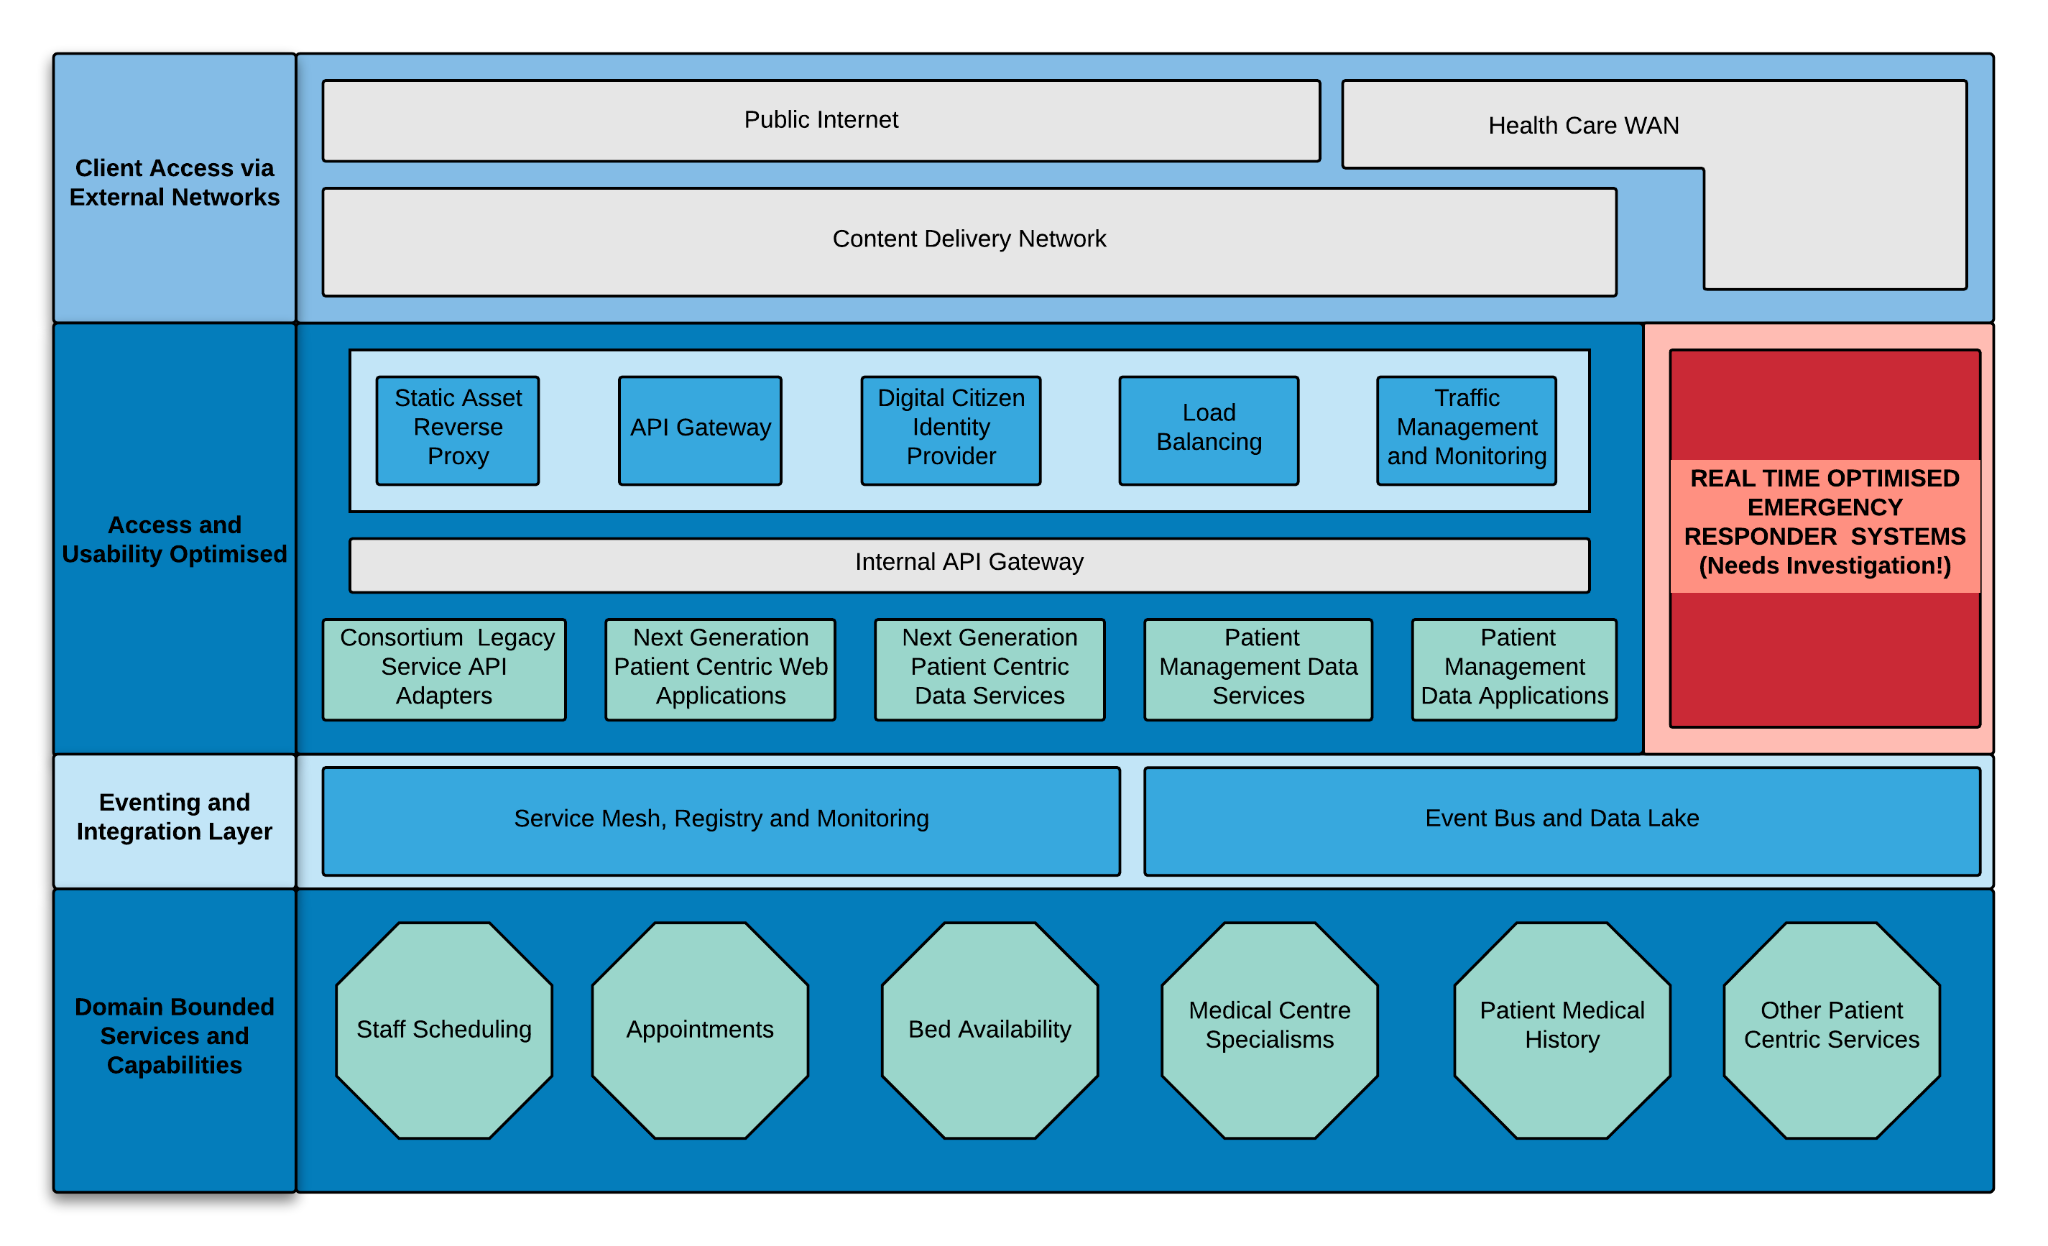 Client Access via
External Networks
Public Internet
Health Care WAN
Content Delivery Network
Access and
Usability Optimised
Static Asset
Reverse
Proxy
API Gateway
Digital Citizen
Identity
Provider
Load
Balancing
Traffic
Management
and Monitoring
Internal API Gateway
Consortium  Legacy
Service API
Adapters
Next Generation
Patient Centric Web
Applications
Next Generation
Patient Centric
Data Services
Patient
Management Data
Services
Patient
Management
Data Applications
REAL TIME OPTIMISED
EMERGENCY
RESPONDER  SYSTEMS
(Needs Investigation!)
Eventing and
Integration Layer
Service Mesh, Registry and Monitoring
Event Bus and Data Lake
Domain Bounded
Services and
Capabilities
Staff Scheduling
Appointments
Bed Availability
Medical Centre
Specialisms
Patient Medical
History
Other Patient
Centric Services